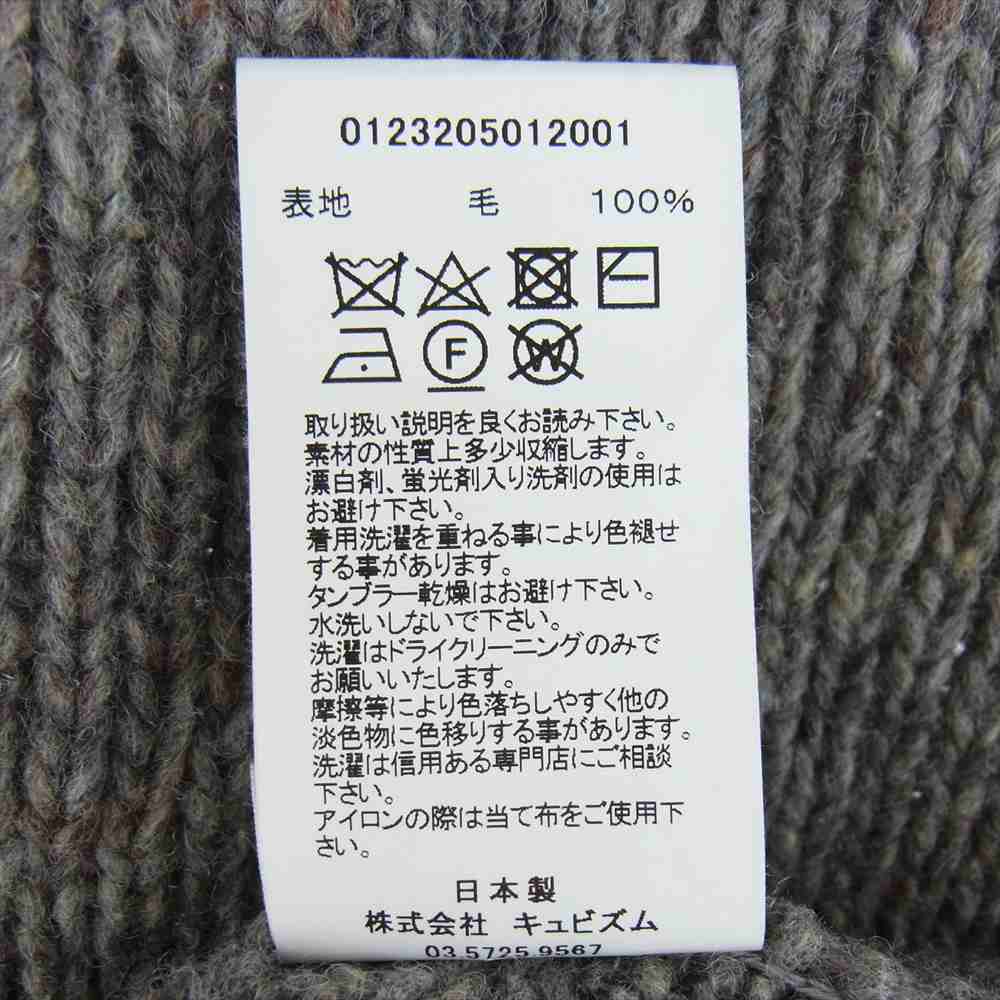 0123205012001
表地 毛 100%
F
W
取り扱い説明を良くお読み下さい。
素材の性質上多少収縮します。
漂白剤、蛍光剤入り洗剤の使用は
お避け下さい。
着用洗濯を重ねる事により色褪せ
する事があります。
タンブラー乾燥はお避け下さい。
水洗いしないで下さい。
洗濯はドライクリーニングのみで
お願いいたします。
摩擦等により色落ちしやすく他の
淡色物に色移りする事があります。
洗濯は信用ある専門店にご相談
下さい。
アイロンの際は当て布をご使用下
さい。
日本製
株式会社 キュビズム
03.5725.9567